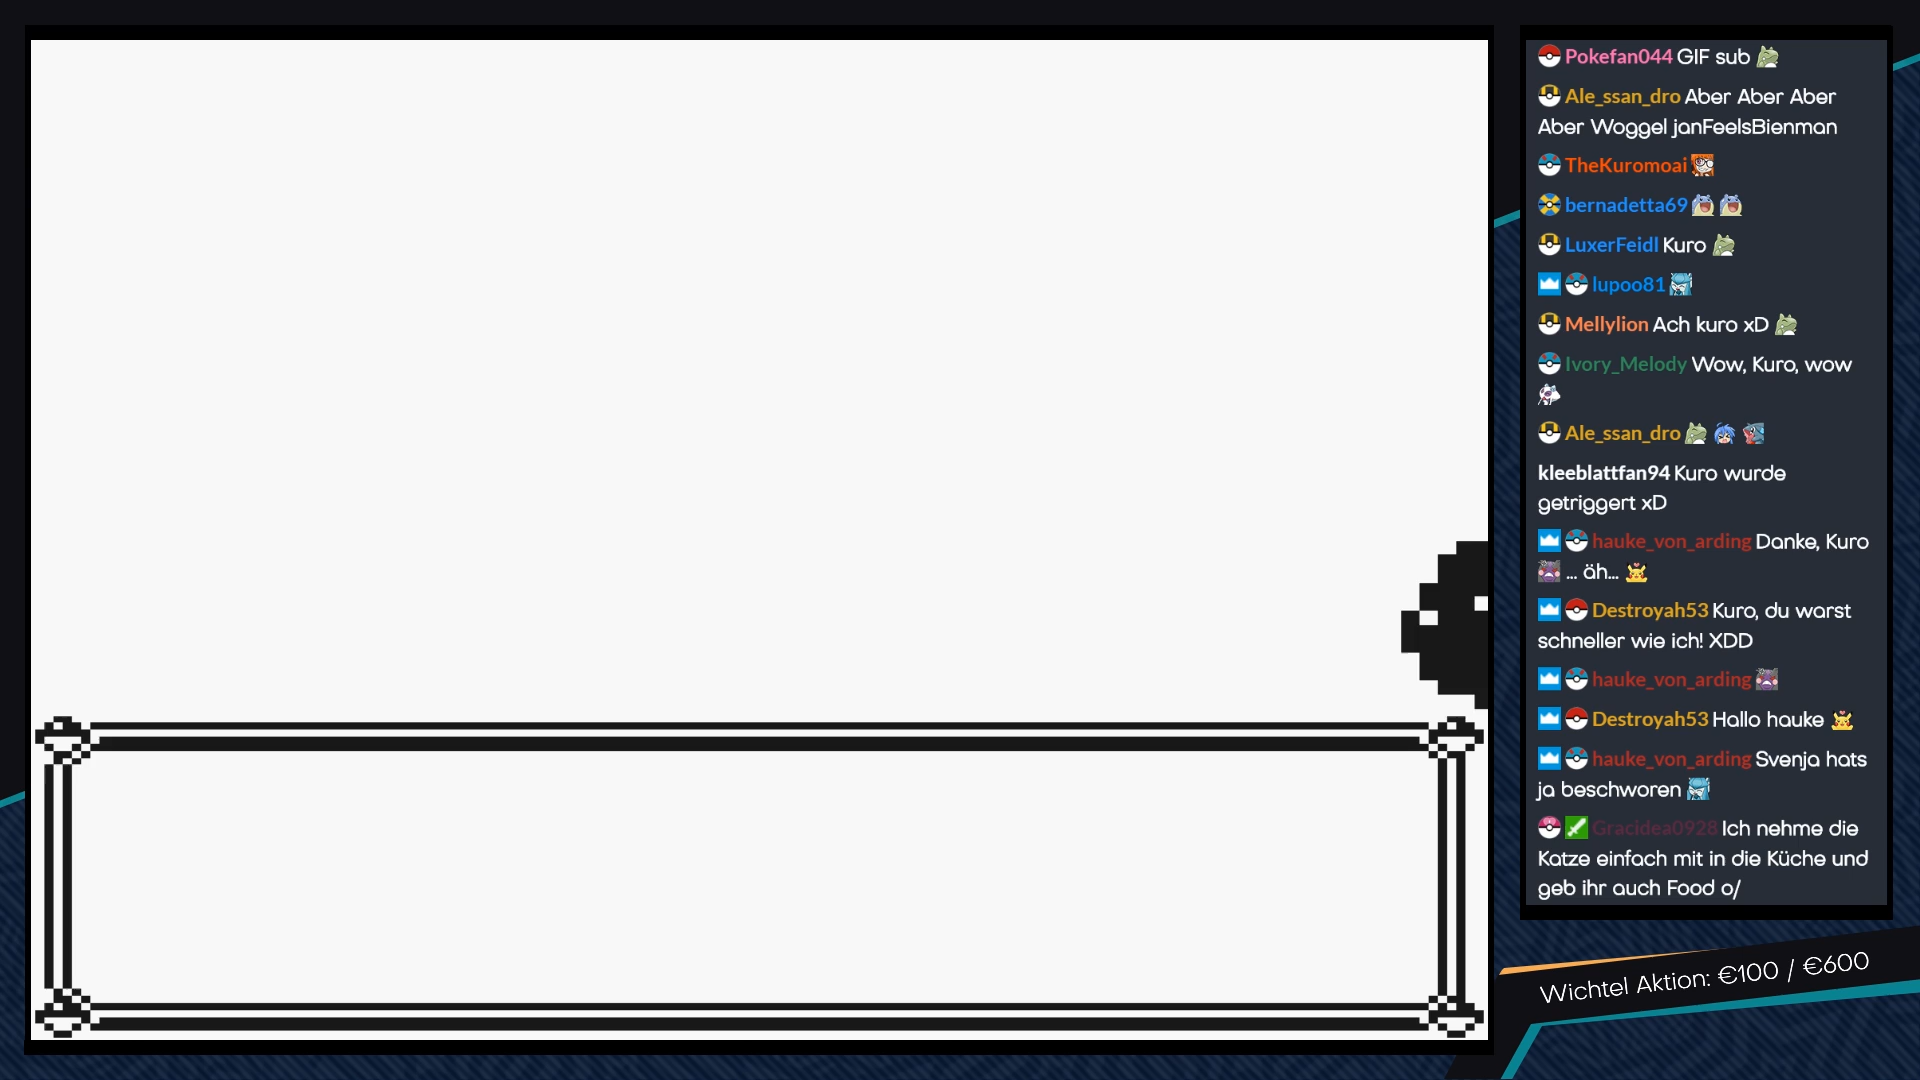 Pokefan044 GIF sub
Ale_ssan_dro Aber Aber Aber
Aber Woggel janFeelsBienman
TheKuromoai
bernadetta69
LuxerFeidl Kuro
lupoo81
Mellylion Ach kuro xD
Ivory_Melody Wow, Kuro, wow
Ale_ssan_dro
kleeblattfan94 Kuro wurde
getriggert xD
hauke_von_arding Danke, Kuro
... äh...
Destroyah53 Kuro, du warst
schneller wie ich! XDD
hauke_von_arding
Destroyah53 Hallo hauke
hauke_von_arding Svenja hats
ja beschworen
Gracidea0928 Ich nehme die
Katze einfach mit in die Küche und
geb ihr auch Food o/
Wichtel Aktion: €100 / €600